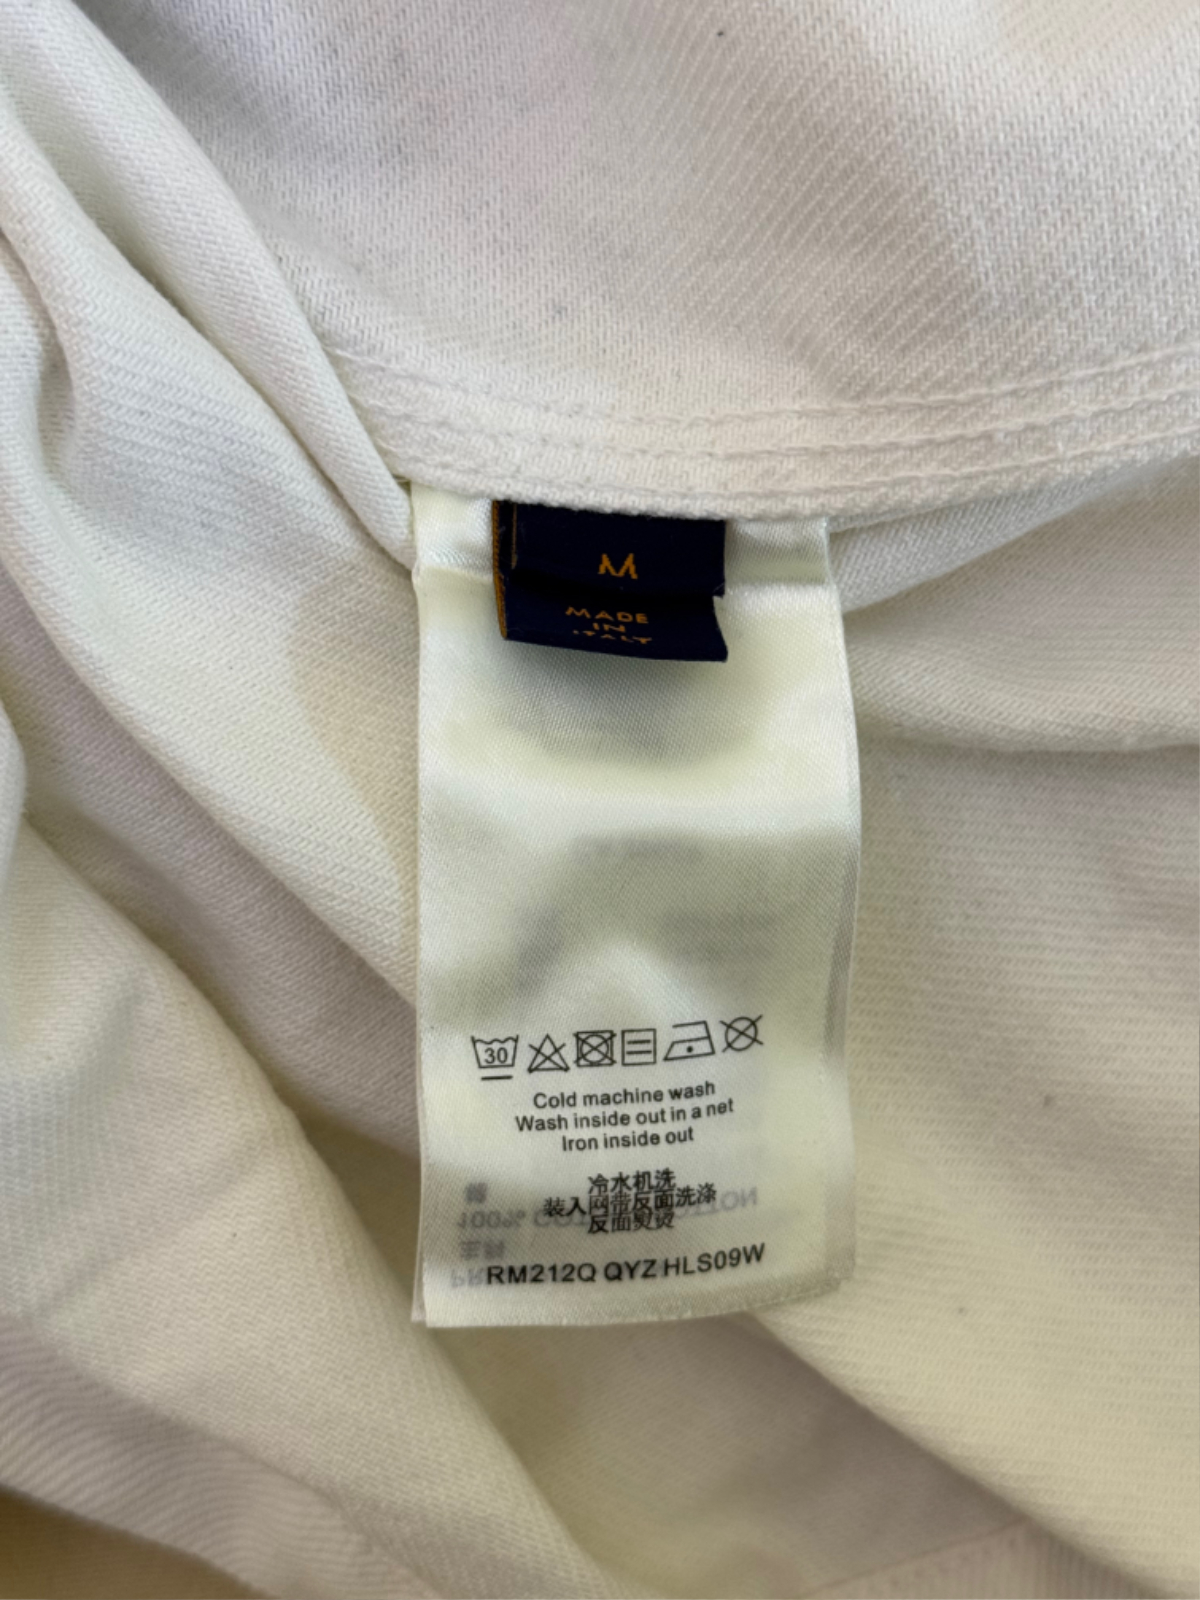 M
MADE
IN
ITALY
30
Cold machine wash
Wash inside out in a net
Iron inside out
冷水机洗
装入网带反面洗涤
反面熨烫
RM212Q QYZ HLS09W